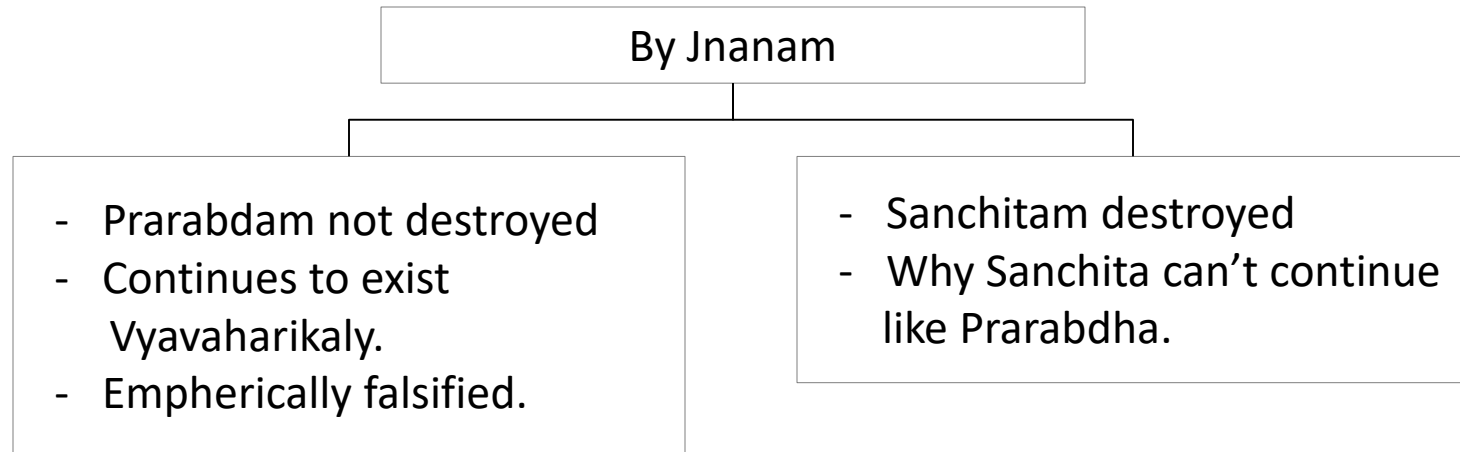 By Jnanam
- Prarabdam not destroyed
- Continues to exist
Vyavaharikaly.
- Empherically falsified.
- Sanchitam destroyed
- Why Sanchita can’t continue
like Prarabdha.